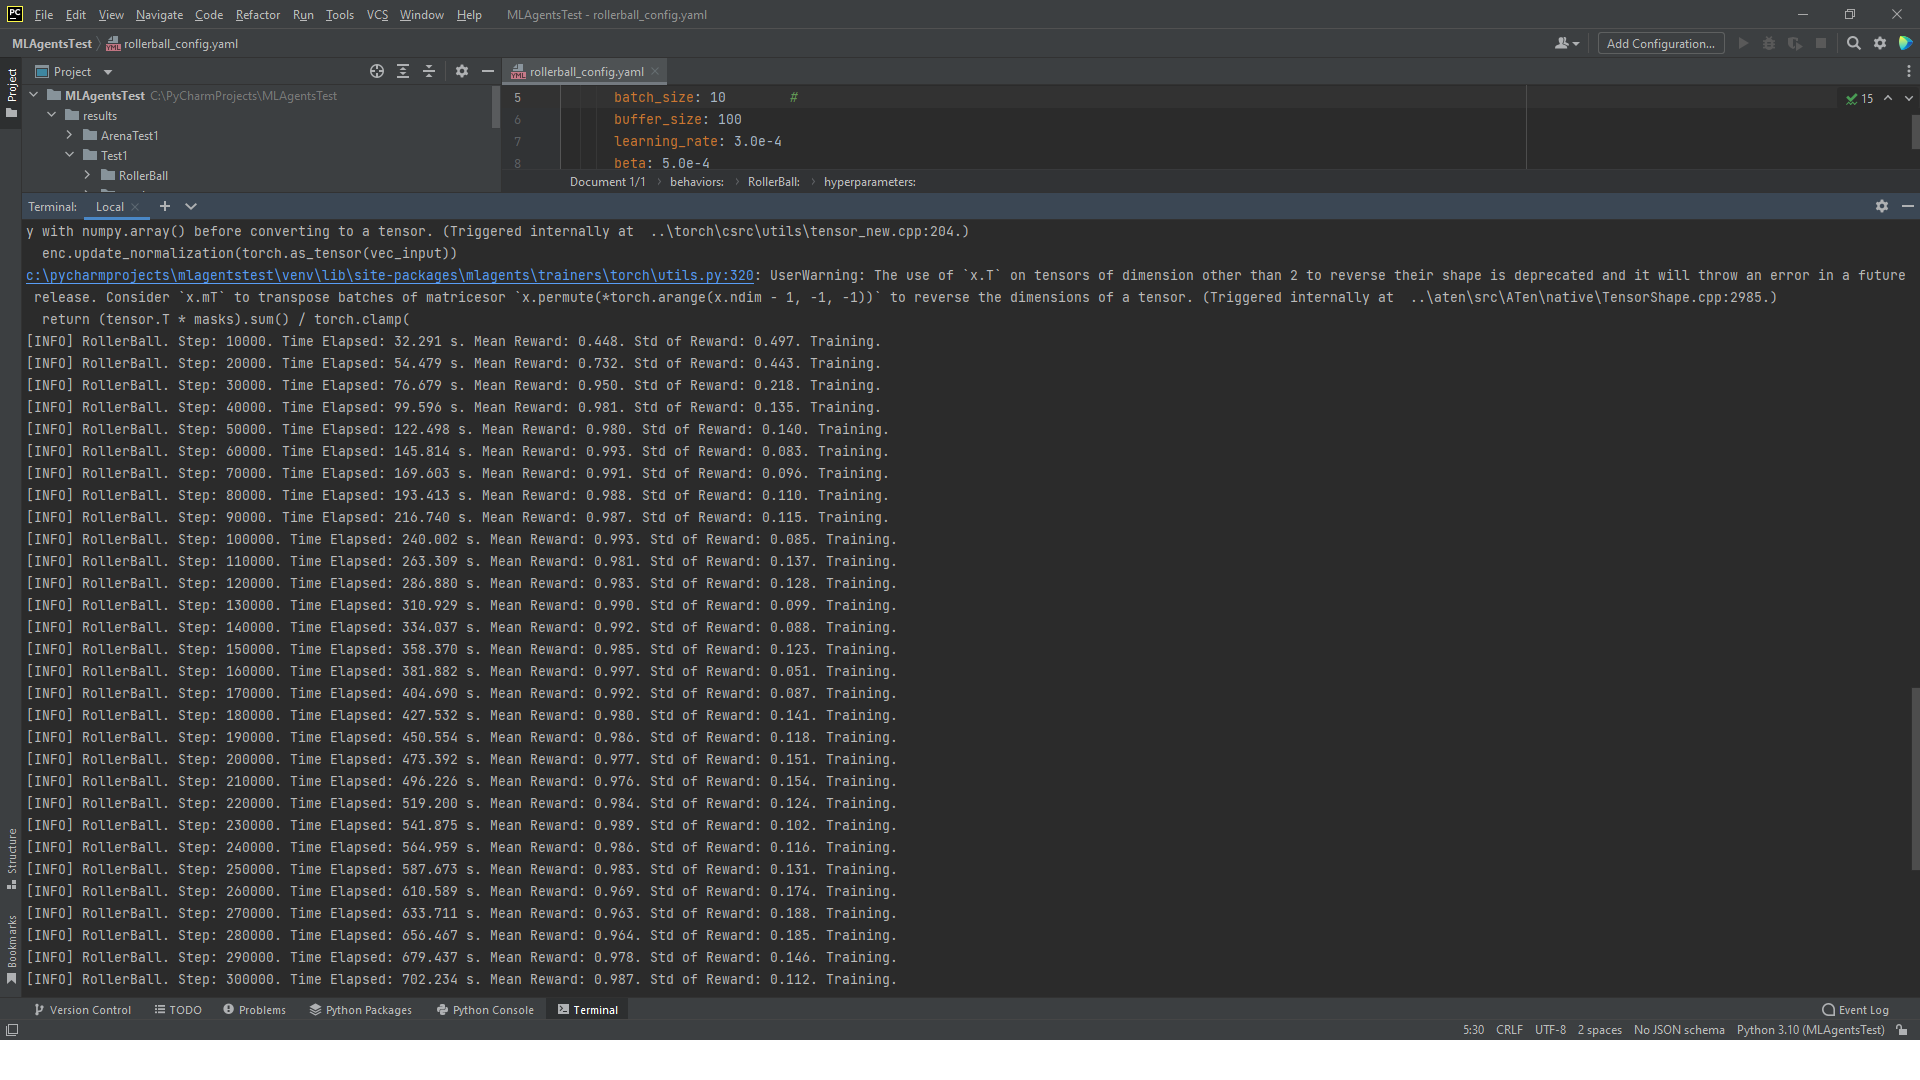 PC File Edit View Navigate Code Refactor Run Tools VCS Window Help MLAgentsTest - rollerball_config.yaml
MLAgentsTest rollerball_config.yaml Add Configuration...
Project
Project
rollerball_config.yaml
MLAgentsTest C:\PyCharmProjects\MLAgentsTest
results
ArenaTest1
Test1
RollerBall
5 batch_size: 10 #
6 buffer_size: 100
7 learning_rate: 3.0e-4
8 beta: 5.0e-4
15
Document 1/1 behaviors: RollerBall: hyperparameters:
Terminal: Local
y with numpy.array() before converting to a tensor. (Triggered internally at ..\torch\csrc\utils\tensor_new.cpp:204.)
enc.update_normalization(torch.as_tensor(vec_input))
c:\pycharmprojects\mlagentstest\venv\lib\site-packages\mlagents\trainers\torch\utils.py:320: UserWarning: The use of `x.T` on tensors of dimension other than 2 to reverse their shape is deprecated and it will throw an error in a future
release. Consider `x.mT` to transpose batches of matricesor `x.permute(*torch.arange(x.ndim - 1, -1, -1))` to reverse the dimensions of a tensor. (Triggered internally at ..\aten\src\ATen\native\TensorShape.cpp:2985.)
return (tensor.T * masks).sum() / torch.clamp(
[INFO] RollerBall. Step: 10000. Time Elapsed: 32.291 s. Mean Reward: 0.448. Std of Reward: 0.497. Training.
[INFO] RollerBall. Step: 20000. Time Elapsed: 54.479 s. Mean Reward: 0.732. Std of Reward: 0.443. Training.
[INFO] RollerBall. Step: 30000. Time Elapsed: 76.679 s. Mean Reward: 0.950. Std of Reward: 0.218. Training.
[INFO] RollerBall. Step: 40000. Time Elapsed: 99.596 s. Mean Reward: 0.981. Std of Reward: 0.135. Training.
[INFO] RollerBall. Step: 50000. Time Elapsed: 122.498 s. Mean Reward: 0.980. Std of Reward: 0.140. Training.
[INFO] RollerBall. Step: 60000. Time Elapsed: 145.814 s. Mean Reward: 0.993. Std of Reward: 0.083. Training.
[INFO] RollerBall. Step: 70000. Time Elapsed: 169.603 s. Mean Reward: 0.991. Std of Reward: 0.096. Training.
[INFO] RollerBall. Step: 80000. Time Elapsed: 193.413 s. Mean Reward: 0.988. Std of Reward: 0.110. Training.
[INFO] RollerBall. Step: 90000. Time Elapsed: 216.740 s. Mean Reward: 0.987. Std of Reward: 0.115. Training.
[INFO] RollerBall. Step: 100000. Time Elapsed: 240.002 s. Mean Reward: 0.993. Std of Reward: 0.085. Training.
[INFO] RollerBall. Step: 110000. Time Elapsed: 263.309 s. Mean Reward: 0.981. Std of Reward: 0.137. Training.
[INFO] RollerBall. Step: 120000. Time Elapsed: 286.880 s. Mean Reward: 0.983. Std of Reward: 0.128. Training.
[INFO] RollerBall. Step: 130000. Time Elapsed: 310.929 s. Mean Reward: 0.990. Std of Reward: 0.099. Training.
[INFO] RollerBall. Step: 140000. Time Elapsed: 334.037 s. Mean Reward: 0.992. Std of Reward: 0.088. Training.
[INFO] RollerBall. Step: 150000. Time Elapsed: 358.370 s. Mean Reward: 0.985. Std of Reward: 0.123. Training.
[INFO] RollerBall. Step: 160000. Time Elapsed: 381.882 s. Mean Reward: 0.997. Std of Reward: 0.051. Training.
[INFO] RollerBall. Step: 170000. Time Elapsed: 404.690 s. Mean Reward: 0.992. Std of Reward: 0.087. Training.
[INFO] RollerBall. Step: 180000. Time Elapsed: 427.532 s. Mean Reward: 0.980. Std of Reward: 0.141. Training.
[INFO] RollerBall. Step: 190000. Time Elapsed: 450.554 s. Mean Reward: 0.986. Std of Reward: 0.118. Training.
[INFO] RollerBall. Step: 200000. Time Elapsed: 473.392 s. Mean Reward: 0.977. Std of Reward: 0.151. Training.
[INFO] RollerBall. Step: 210000. Time Elapsed: 496.226 s. Mean Reward: 0.976. Std of Reward: 0.154. Training.
[INFO] RollerBall. Step: 220000. Time Elapsed: 519.200 s. Mean Reward: 0.984. Std of Reward: 0.124. Training.
[INFO] RollerBall. Step: 230000. Time Elapsed: 541.875 s. Mean Reward: 0.989. Std of Reward: 0.102. Training.
[INFO] RollerBall. Step: 240000. Time Elapsed: 564.959 s. Mean Reward: 0.986. Std of Reward: 0.116. Training.
[INFO] RollerBall. Step: 250000. Time Elapsed: 587.673 s. Mean Reward: 0.983. Std of Reward: 0.131. Training.
[INFO] RollerBall. Step: 260000. Time Elapsed: 610.589 s. Mean Reward: 0.969. Std of Reward: 0.174. Training.
[INFO] RollerBall. Step: 270000. Time Elapsed: 633.711 s. Mean Reward: 0.963. Std of Reward: 0.188. Training.
[INFO] RollerBall. Step: 280000. Time Elapsed: 656.467 s. Mean Reward: 0.964. Std of Reward: 0.185. Training.
[INFO] RollerBall. Step: 290000. Time Elapsed: 679.437 s. Mean Reward: 0.978. Std of Reward: 0.146. Training.
[INFO] RollerBall. Step: 300000. Time Elapsed: 702.234 s. Mean Reward: 0.987. Std of Reward: 0.112. Training.
Structure
Bookmarks
Version Control TODO Problems Python Packages Python Console Terminal Event Log
5:30 CRLF UTF-8 2 spaces No JSON schema Python 3.10 (MLAgentsTest)